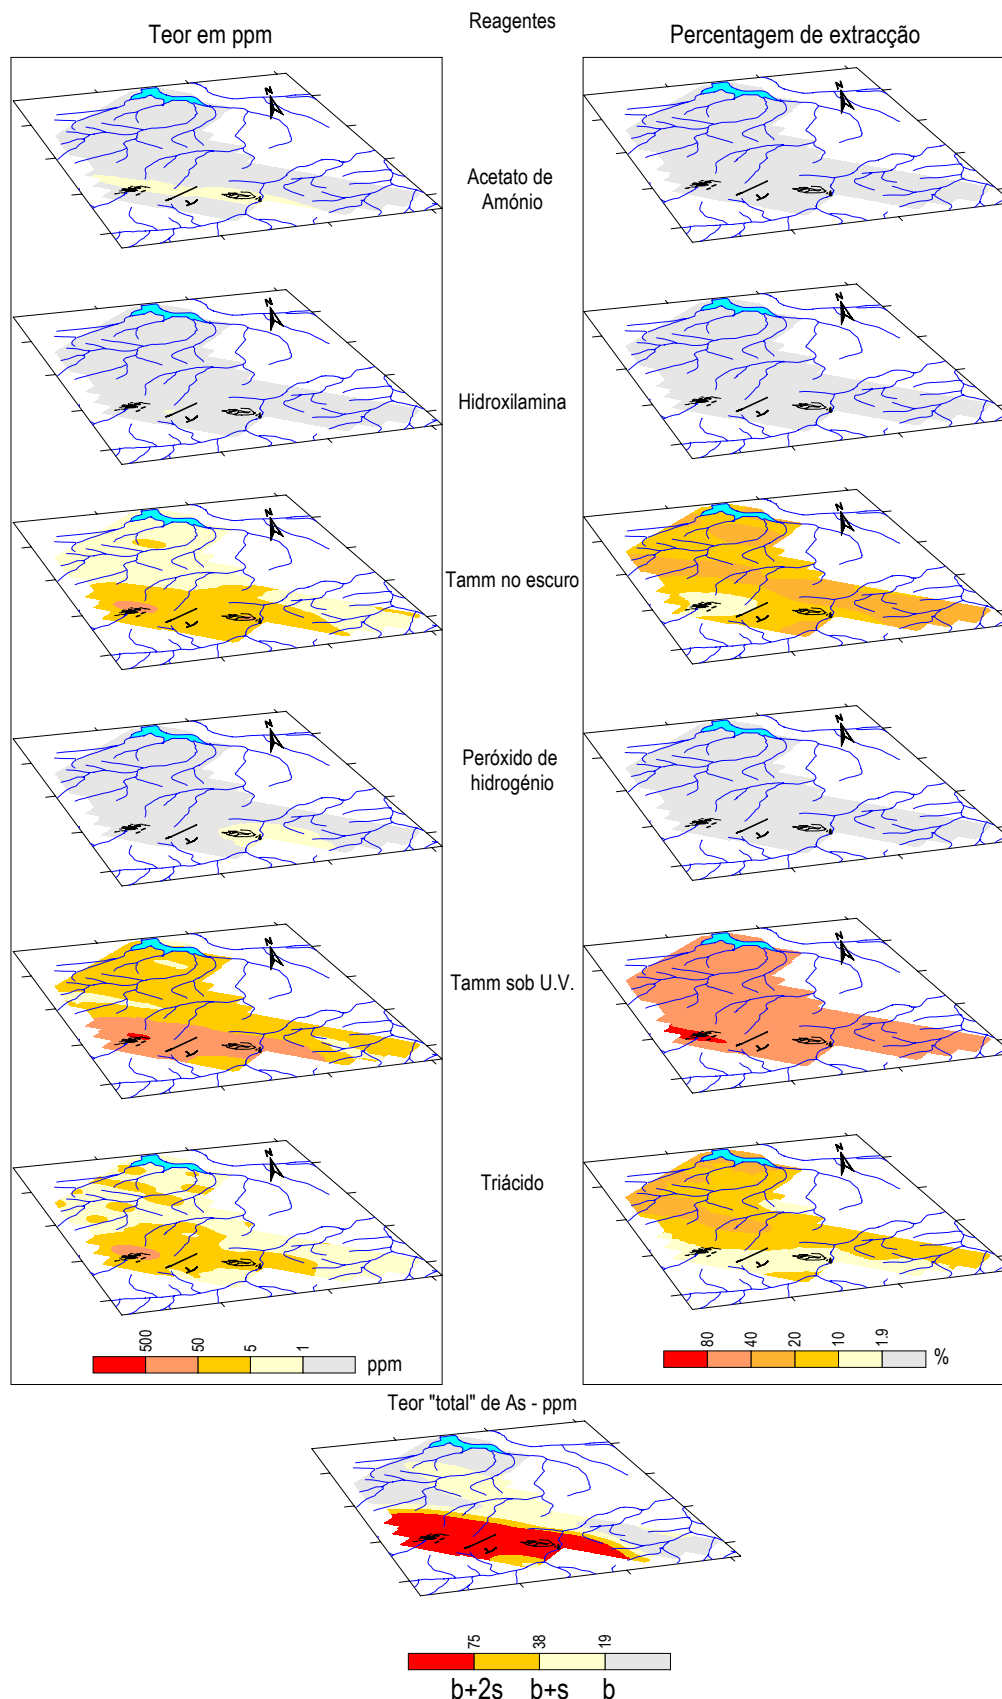 Reagentes
Teor em ppm
Percentagem de extracção
N
N
Acetato de
Amónio
N
N
Hidroxilamina
N
N
Tamm no escuro
N
N
Peróxido de
hidrogénio
N
N
Tamm sob U.V.
N
N
Triácido
500 50 5 1 ppm
80 40 20 10 1.9 %
Teor "total" de As - ppm
75 38 19
b+2s b+s b